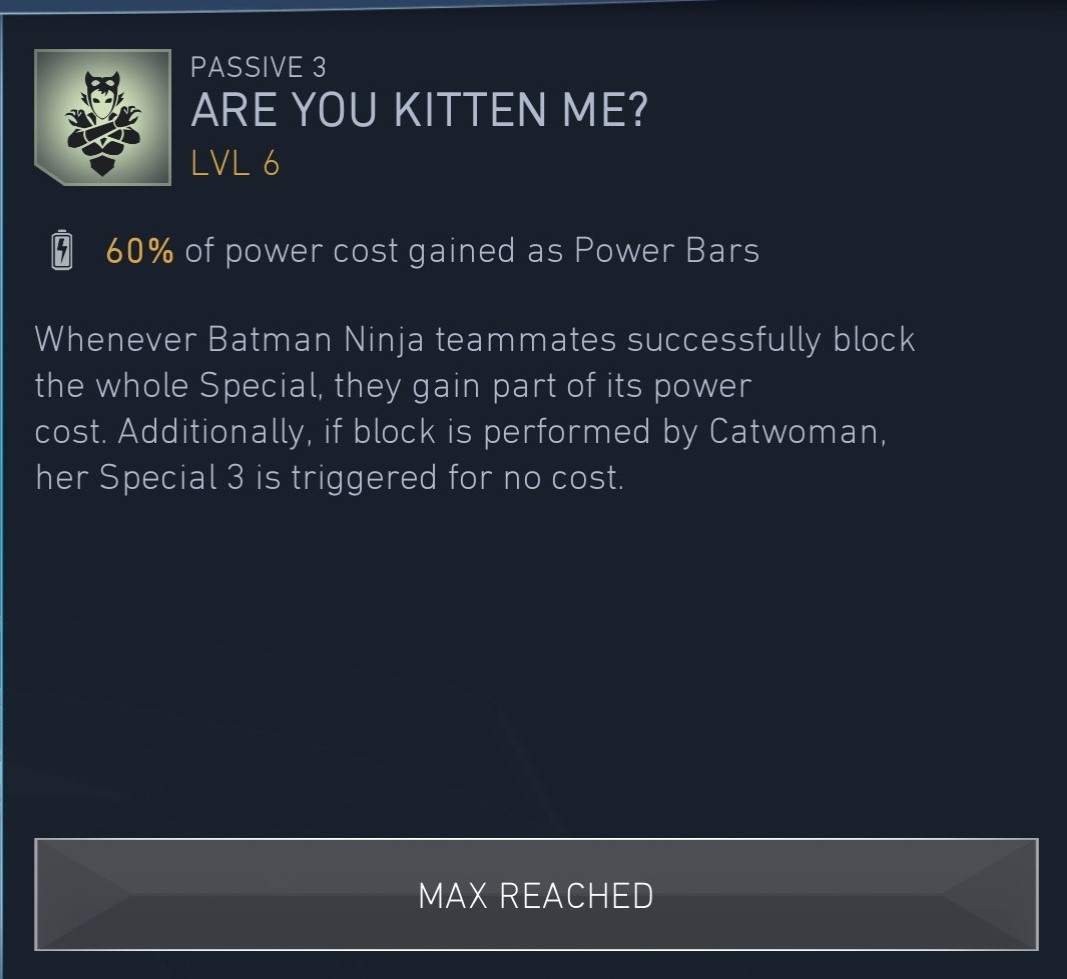 PASSIVE 3
ARE YOU KITTEN ME?
LVL 6
60% of power cost gained as Power Bars
Whenever Batman Ninja teammates successfully block
the whole Special, they gain part of its power
cost. Additionally, if block is performed by Catwoman,
her Special 3 is triggered for no cost.
MAX REACHED